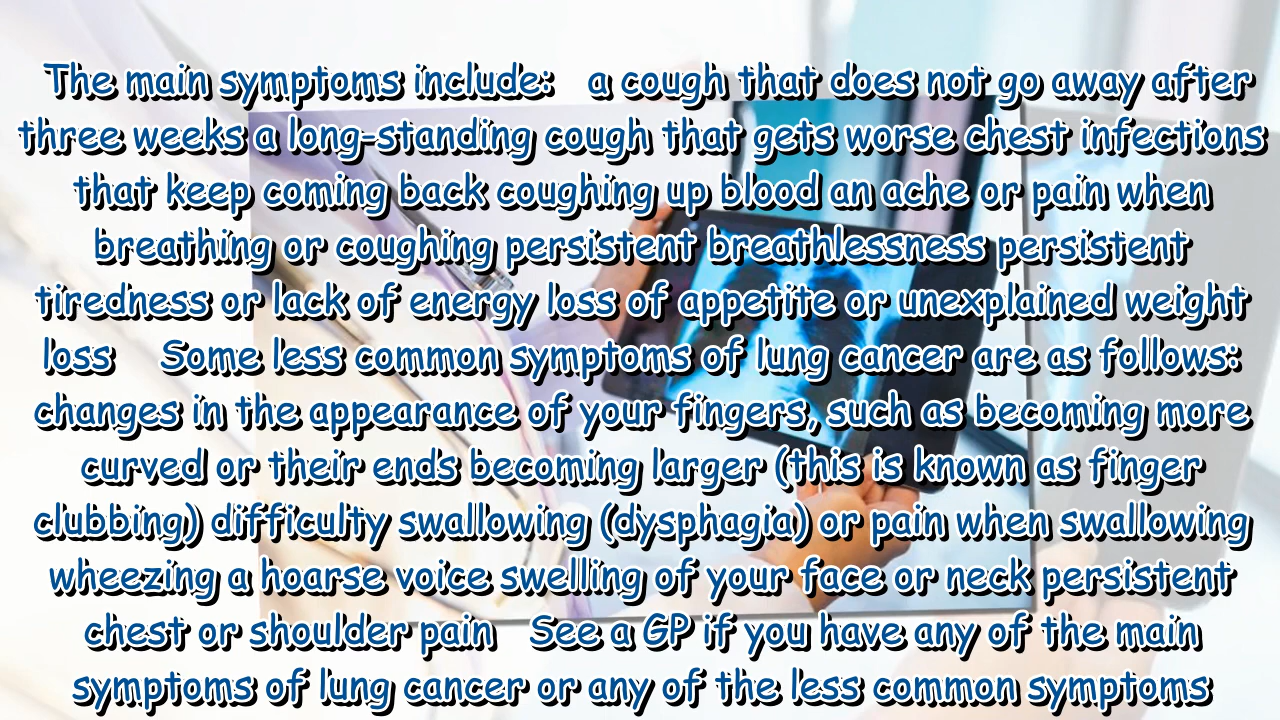 The main symptoms include: a cough that does not go away after
three weeks a long-standing cough that gets worse chest infections
that keep coming back coughing up blood an ache or pain when
breathing or coughing persistent breathlessness persistent
tiredness or lack of energy loss of appetite or unexplained weight
loss Some less common symptoms of lung cancer are as follows:
changes in the appearance of your fingers, such as becoming more
curved or their ends becoming larger (this is known as finger
clubbing) difficulty swallowing (dysphagia) or pain when swallowing
wheezing a hoarse voice swelling of your face or neck persistent
chest or shoulder pain See a GP if you have any of the main
symptoms of lung cancer or any of the less common symptoms